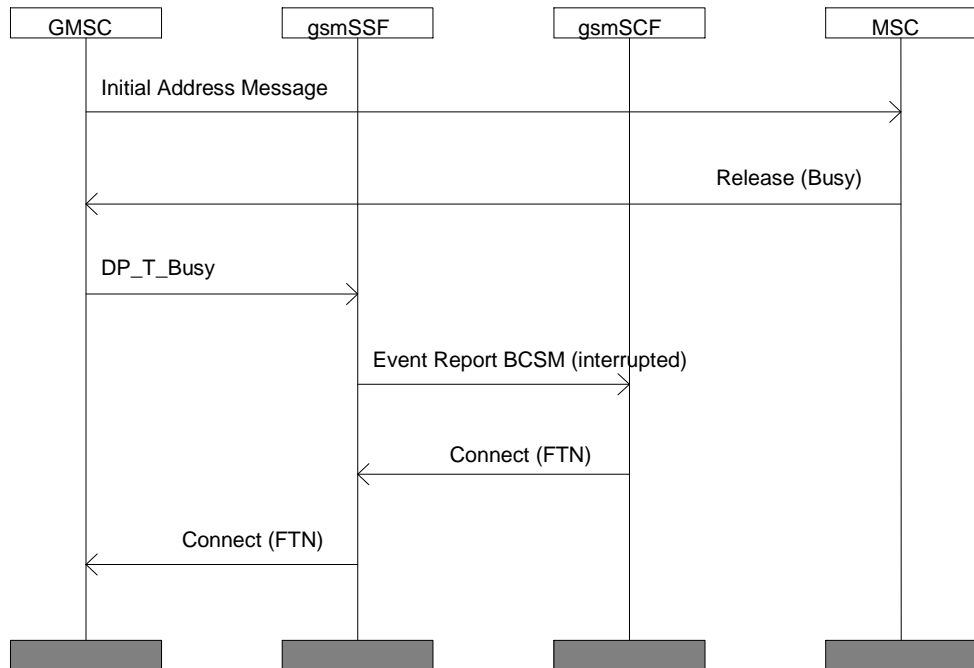 GMSC
gsmSSF
gsmSCF
MSC
Initial Address Message
Release (Busy)
DP_T_Busy
Event Report BCSM (interrupted)
Connect (FTN)
Connect (FTN)